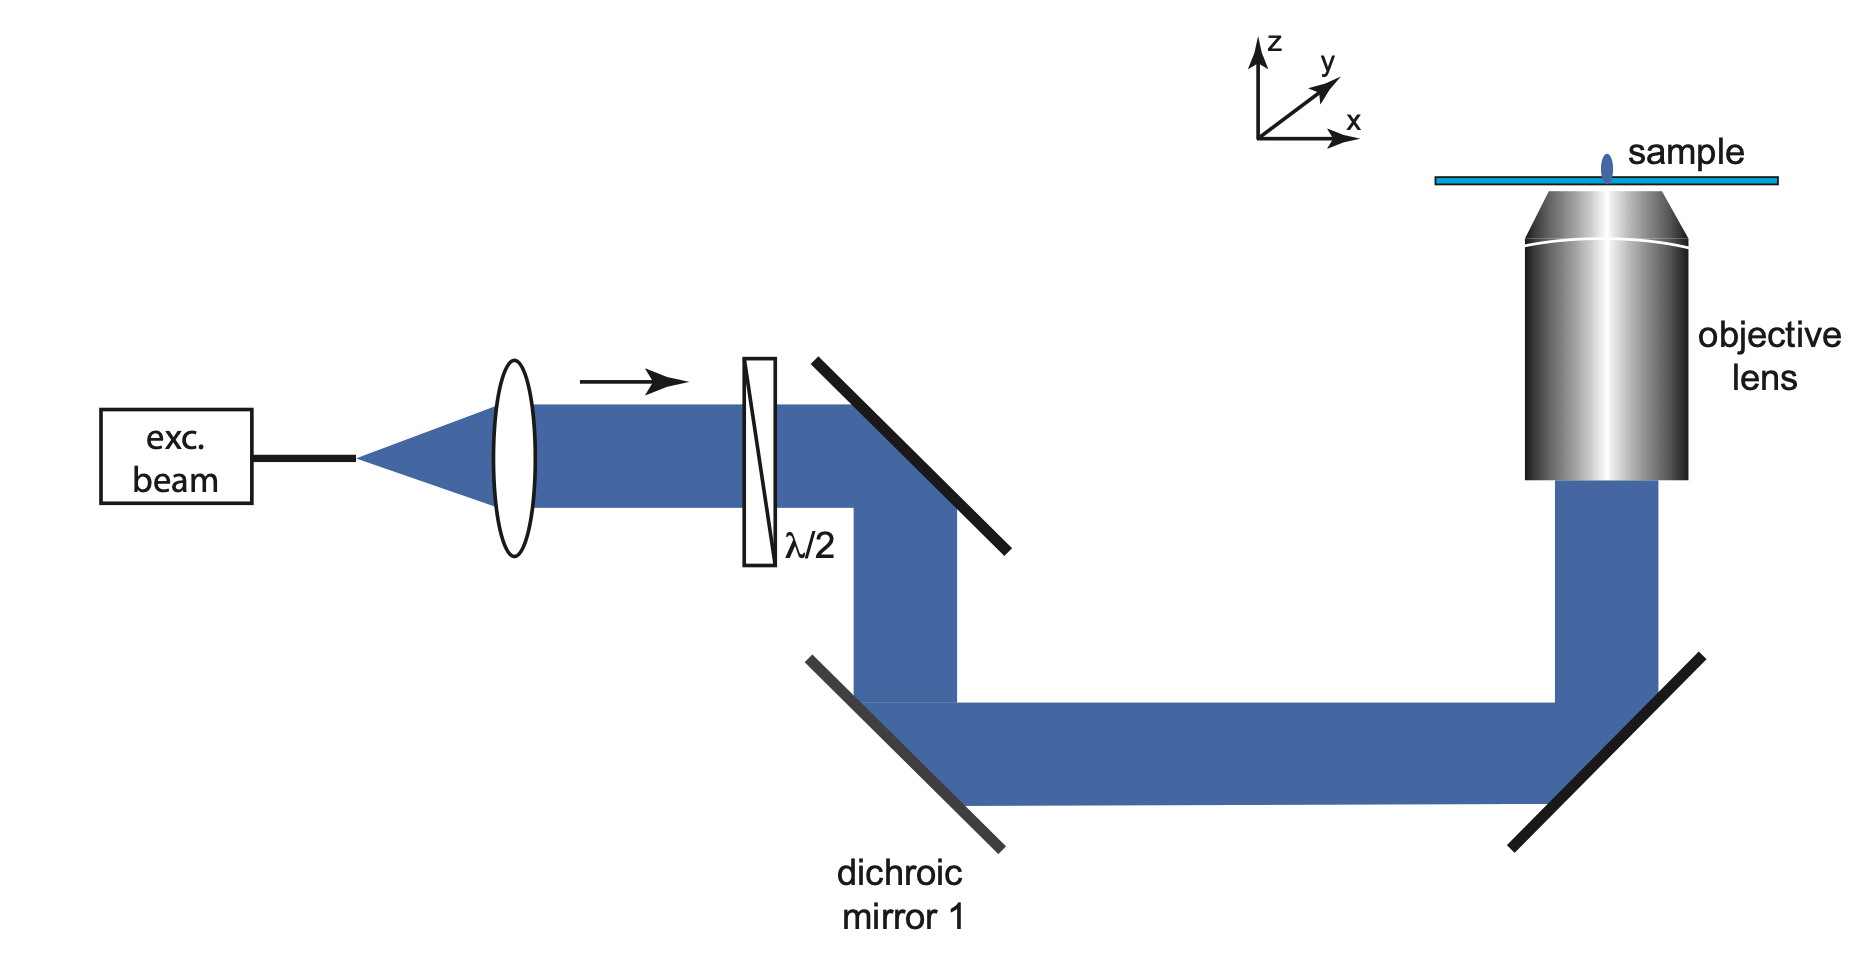 z
y
x
sample
objective
lens
exc.
beam
λ/2
dichroic
mirror 1